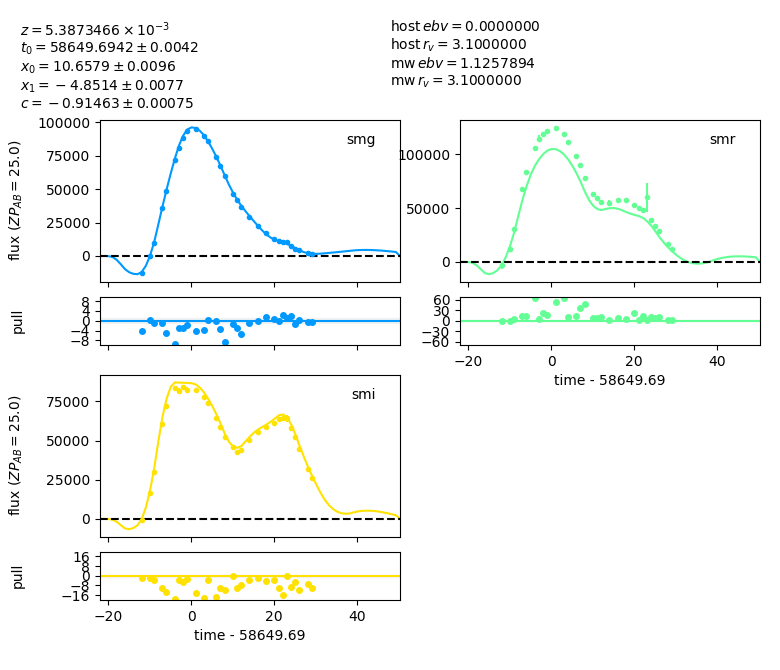 z = 5.3873466 × 10⁻³
t₀ = 58649.6942 ± 0.0042
x₀ = 10.6579 ± 0.0096
x₁ = −4.8514 ± 0.0077
c = −0.91463 ± 0.00075
host ebv = 0.0000000
host r_v = 3.1000000
mw ebv = 1.1257894
mw r_v = 3.1000000
smg
flux (ZP_AB = 25.0)
100000
75000
50000
25000
0
smr
100000
50000
0
pull
8
4
0
−4
−8
60
30
0
−30
−60
−20
0
20
40
time - 58649.69
smi
flux (ZP_AB = 25.0)
75000
50000
25000
0
pull
16
8
0
−8
−16
−20
0
20
40
time - 58649.69